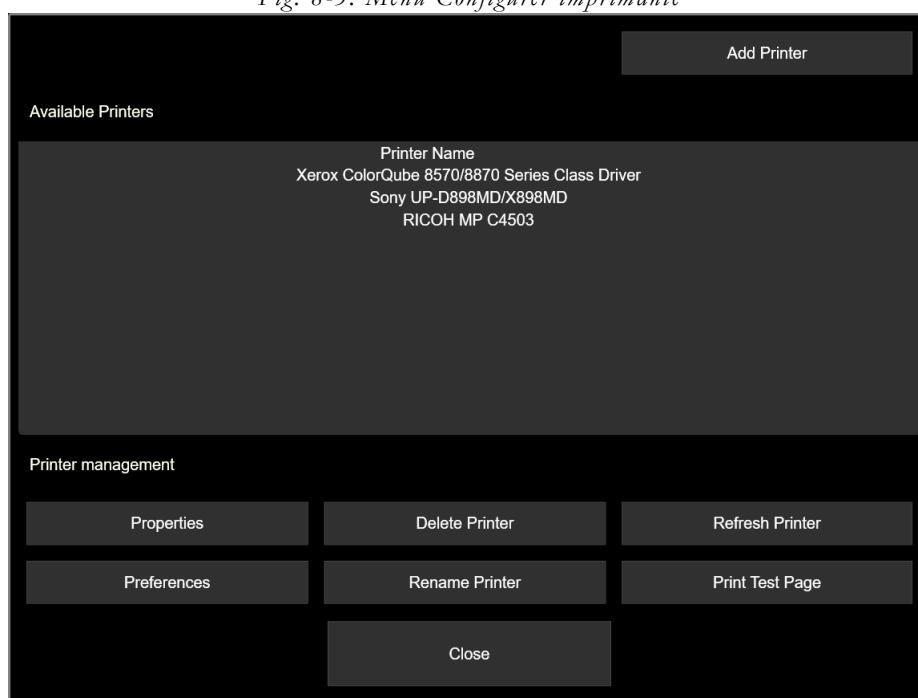 Fig. 8-9: Menu Configurer imprimante
Add Printer
Available Printers
Printer Name
Xerox ColorQube 8570/8870 Series Class Driver
Sony UP-D898MD/X898MD
RICOH MP C4503
Printer management
Properties Delete Printer Refresh Printer
Preferences Rename Printer Print Test Page
Close